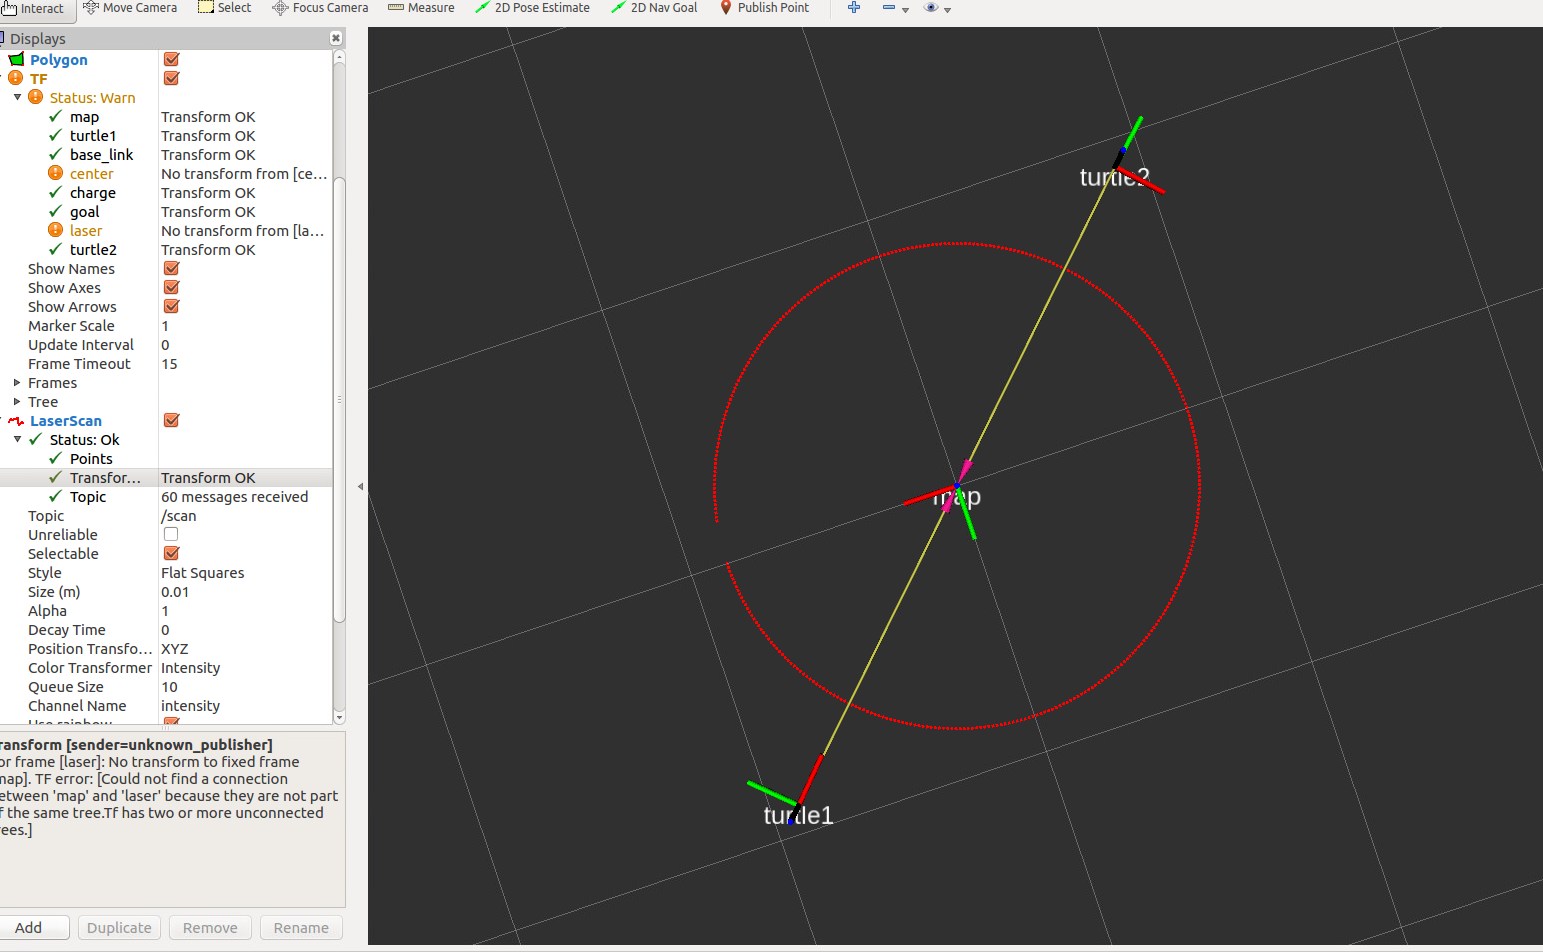 Interact Move Camera Select Focus Camera Measure 2D Pose Estimate 2D Nav Goal Publish Point
Displays
Polygon
TF
Status: Warn
map Transform OK
turtle1 Transform OK
base_link Transform OK
center No transform from [ce...
charge Transform OK
goal Transform OK
laser No transform from [la...
turtle2 Transform OK
Show Names
Show Axes
Show Arrows
Marker Scale 1
Update Interval 0
Frame Timeout 15
Frames
Tree
LaserScan
Status: Ok
Points
Transfor... Transform OK
Topic 60 messages received
Topic /scan
Unreliable
Selectable
Style Flat Squares
Size (m) 0.01
Alpha 1
Decay Time 0
Position Transfo... XYZ
Color Transformer Intensity
Queue Size 10
Channel Name intensity
Use rainbow
ransform [sender=unknown_publisher]
or frame [laser]: No transform to fixed frame
map]. TF error: [Could not find a connection
etween 'map' and 'laser' because they are not part
f the same tree.Tf has two or more unconnected
rees.]
Add Duplicate Remove Rename
turtle2
map
turtle1